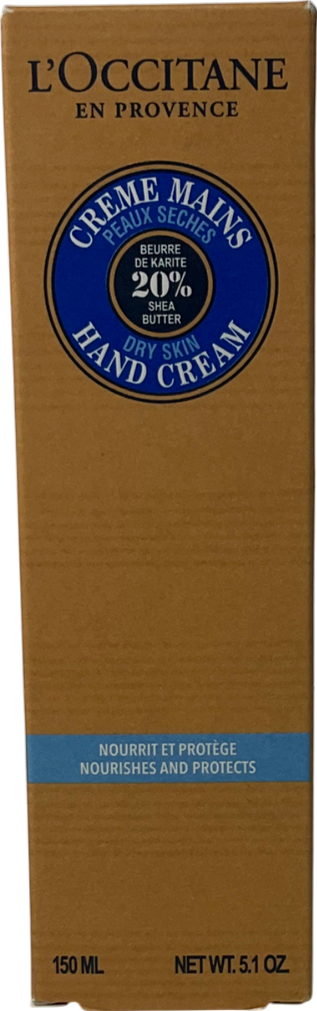 L'OCCITANE
EN PROVENCE
CREME MAINS
PEAUX SECHES
BEURRE
DE KARITE
20%
SHEA
BUTTER
DRY SKIN
HAND CREAM
NOURRIT ET PROTÈGE
NOURISHES AND PROTECTS
150 ML NET WT. 5.1 OZ.